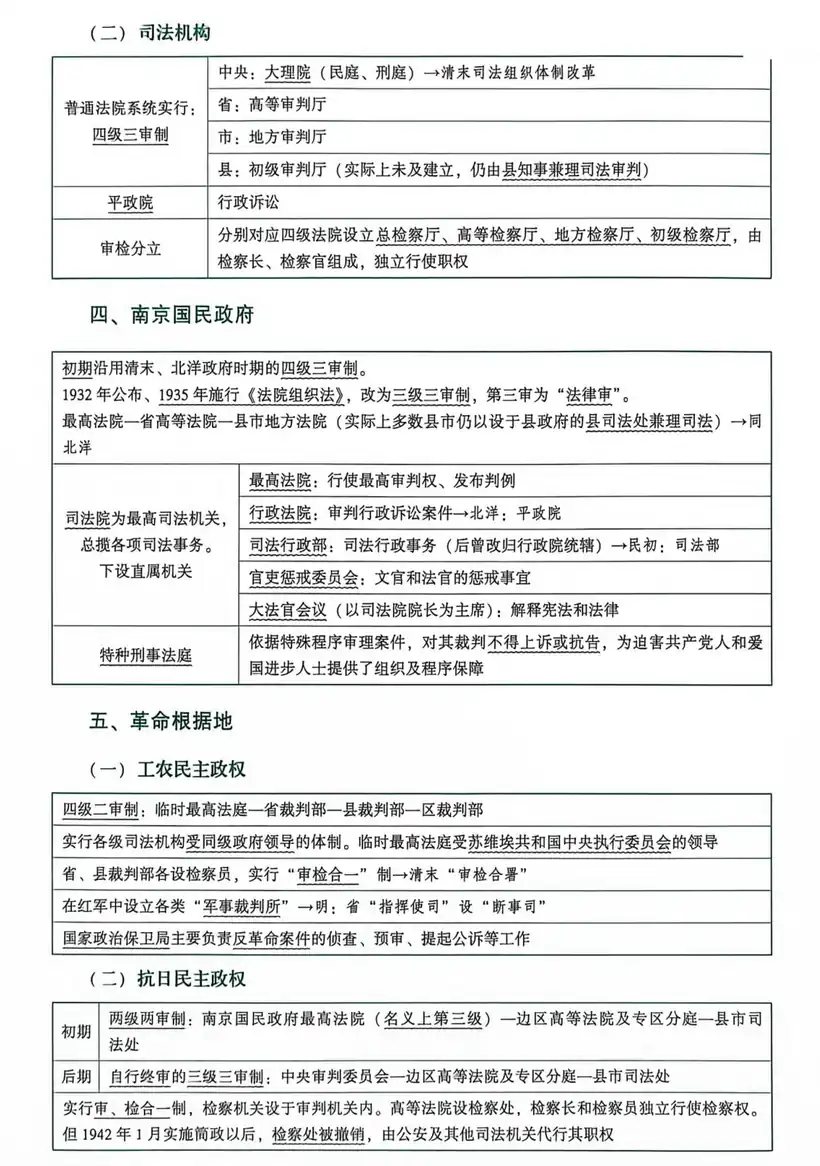 （二）司法机构
普通法院系统实行：
四级三审制
中央：大理院（民庭、刑庭）→清末司法组织体制改革
省：高等审判厅
市：地方审判厅
县：初级审判厅（实际上未及建立，仍由县知事兼理司法审判）
平政院
行政诉讼
审检分立
分别对应四级法院设立总检察厅、高等检察厅、地方检察厅、初级检察厅，由
检察长、检察官组成，独立行使职权
四、南京国民政府
初期沿用清末、北洋政府时期的四级三审制。
1932年公布、1935年施行《法院组织法》，改为三级三审制，第三审为“法律审”。
最高法院—省高等法院—县市地方法院（实际上多数县市仍以设于县政府的县司法处兼理司法）→同
北洋
司法院为最高司法机关，
总揽各项司法事务。
下设直属机关
最高法院：行使最高审判权、发布判例
行政法院：审判行政诉讼案件→北洋：平政院
司法行政部：司法行政事务（后曾改归行政院统辖）→民初：司法部
官吏惩戒委员会：文官和法官的惩戒事宜
大法官会议（以司法院院长为主席）：解释宪法和法律
特种刑事法庭
依据特殊程序审理案件，对其裁判不得上诉或抗告，为迫害共产党人和爱
国进步人士提供了组织及程序保障
五、革命根据地
（一）工农民主政权
四级二审制：临时最高法庭—省裁判部—县裁判部—区裁判部
实行各级司法机构受同级政府领导的体制。临时最高法庭受苏维埃共和国中央执行委员会的领导
省、县裁判部各设检察员，实行“审检合一”制→清末“审检合署”
在红军中设立各类“军事裁判所”→明：省“指挥使司”设“断事司”
国家政治保卫局主要负责反革命案件的侦查、预审、提起公诉等工作
（二）抗日民主政权
初期
两级两审制：南京国民政府最高法院（名义上第三级）—边区高等法院及专区分庭—县市司
法处
后期
自行终审的三级三审制：中央审判委员会—边区高等法院及专区分庭—县市司法处
实行审、检合一制，检察机关设于审判机关内。高等法院设检察处，检察长和检察员独立行使检察权。
但1942年1月实施简政以后，检察处被撤销，由公安及其他司法机关代行其职权